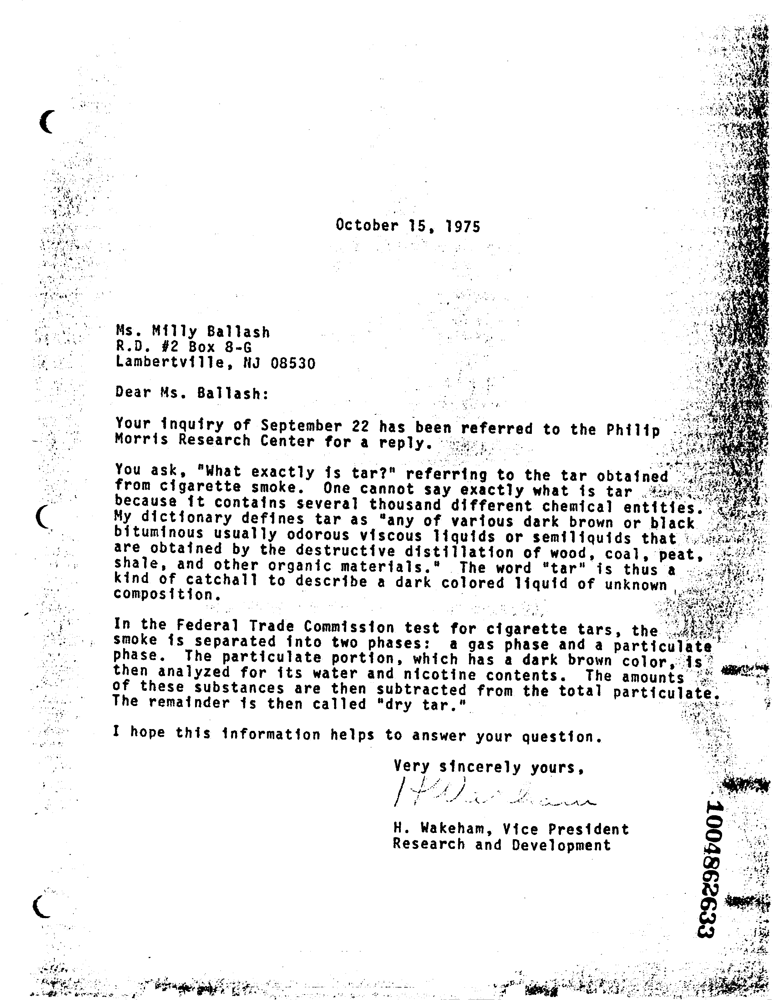 October 15, 1975
Ms. Milly Ballash
R.D. #2 Box 8-G
Lambertville, NJ 08530
Dear Ms. Ballash:
Your inquiry of September 22 has been referred to the Philip
Morris Research Center for a reply.
You ask, "What exactly is tar?" referring to the tar obtained
from cigarette smoke. One cannot say exactly what is tar
because it contains several thousand different chemical entities.
My dictionary defines tar as "any of various dark brown or black
bituminous usually odorous viscous liquids or semiliquids that
are obtained by the destructive distillation of wood, coal, peat,
shale, and other organic materials." The word "tar" is thus a
kind of catchall to describe a dark colored liquid of unknown
composition.
In the Federal Trade Commission test for cigarette tars, the
smoke is separated into two phases: a gas phase and a particulate
phase. The particulate portion, which has a dark brown color, is
then analyzed for its water and nicotine contents. The amounts
of these substances are then subtracted from the total particulate.
The remainder is then called "dry tar."
I hope this information helps to answer your question.
Very sincerely yours,
H Wakeham
H. Wakeham, Vice President
Research and Development
1004862633